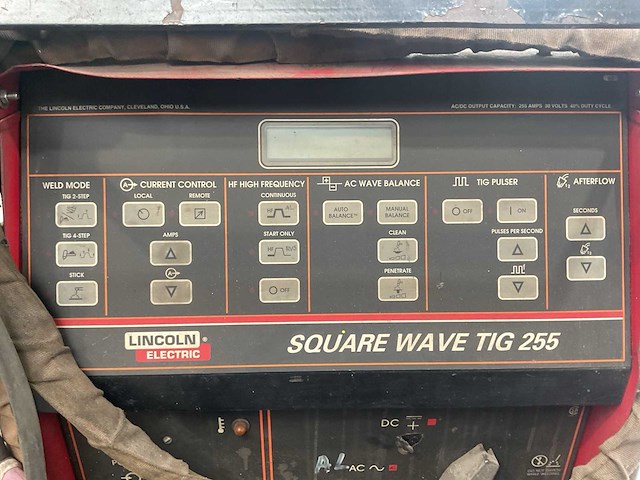 THE LINCOLN ELECTRIC COMPANY, CLEVELAND, OHIO U.S.A.
AC/DC OUTPUT CAPACITY: 255 AMPS 30 VOLTS 40% DUTY CYCLE
WELD MODE
TIG 2-STEP
TIG 4-STEP
STICK
CURRENT CONTROL
LOCAL REMOTE
AMPS
A
HF HIGH FREQUENCY
CONTINUOUS
HF
START ONLY
HF
OFF
AC WAVE BALANCE
AUTO
BALANCE™
MANUAL
BALANCE
CLEAN
PENETRATE
TIG PULSER
OFF ON
PULSES PER SECOND
AFTERFLOW
SECONDS
LINCOLN®
ELECTRIC
SQUARE WAVE TIG 255
DC +
AL AC